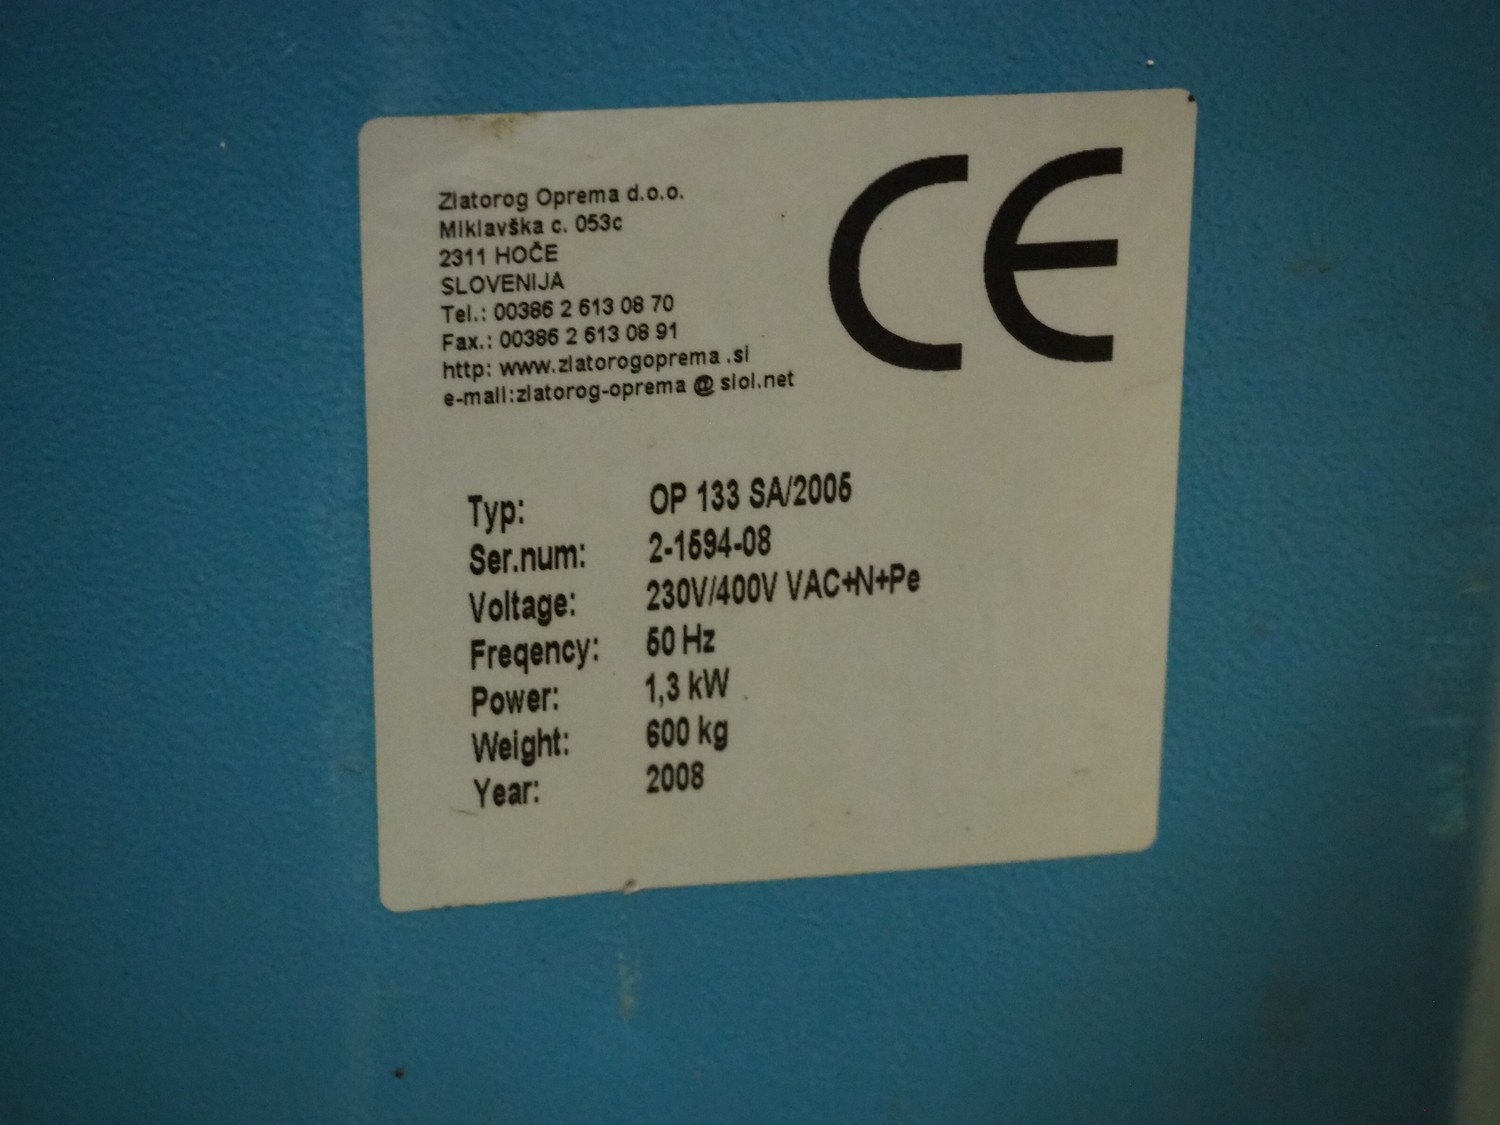 Zlatorog Oprema d.o.o.
Miklavška c. 053c
2311 HOČE
SLOVENIJA
Tel.: 00386 2 613 08 70
Fax.: 00386 2 613 08 91
http: www.zlatorogoprema .si
e-mail:zlatorog-oprema @ siol.net
CE
Typ: OP 133 SA/2005
Ser.num: 2-1594-08
Voltage: 230V/400V VAC+N+Pe
Freqency: 50 Hz
Power: 1,3 kW
Weight: 600 kg
Year: 2008